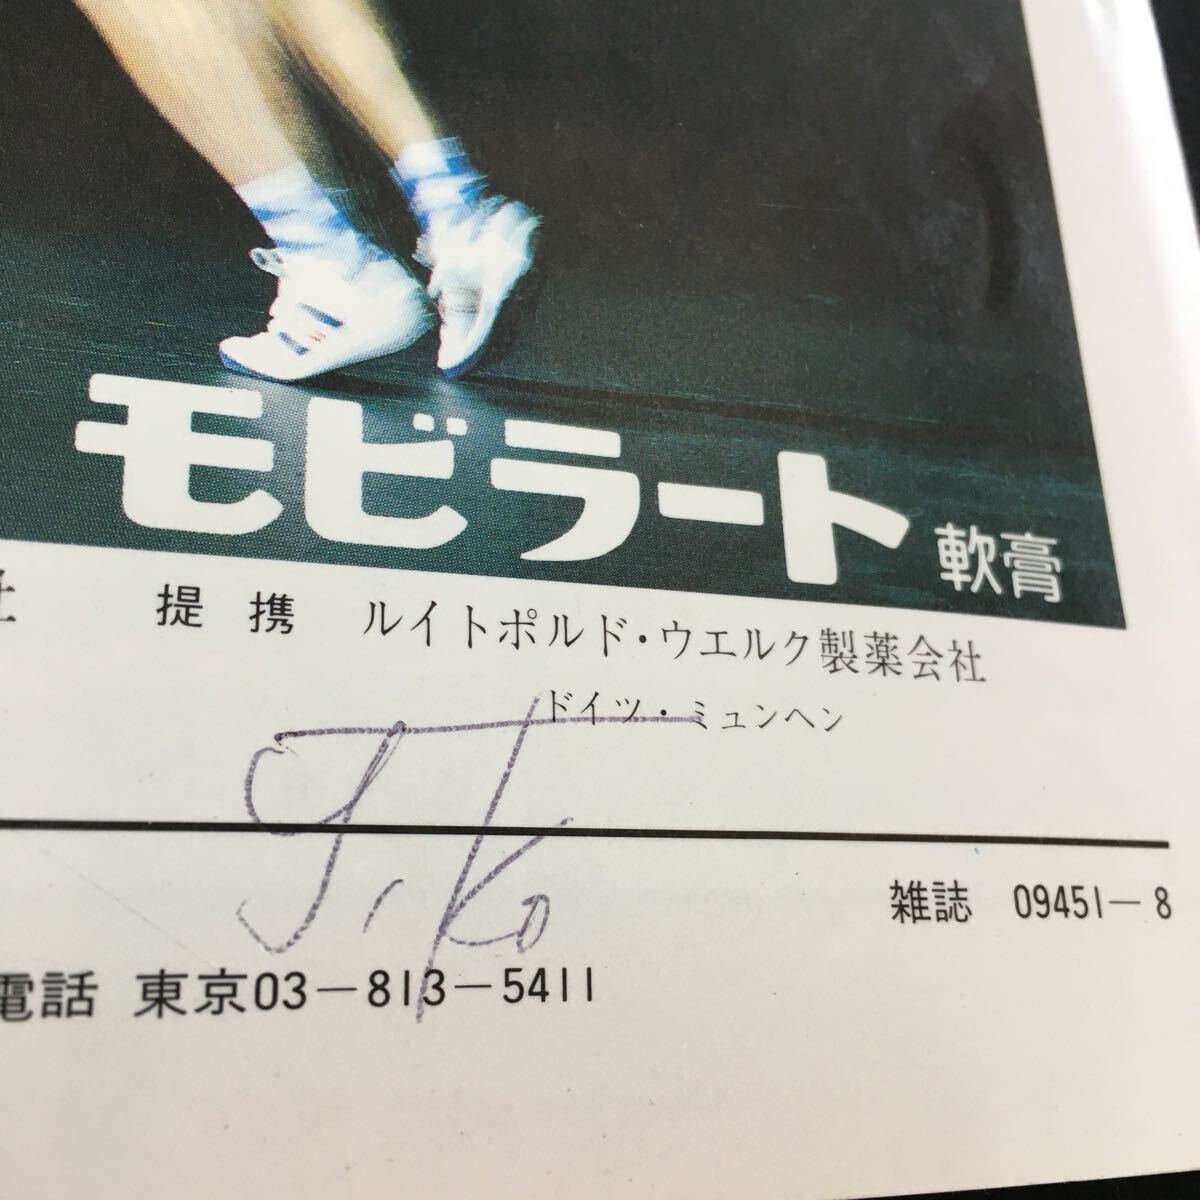 モビラート 軟膏
提携 ルイトポルド・ウエルク製薬会社
ドイツ・ミュンヘン
雑誌 09451-8
電話 東京03-813-5411